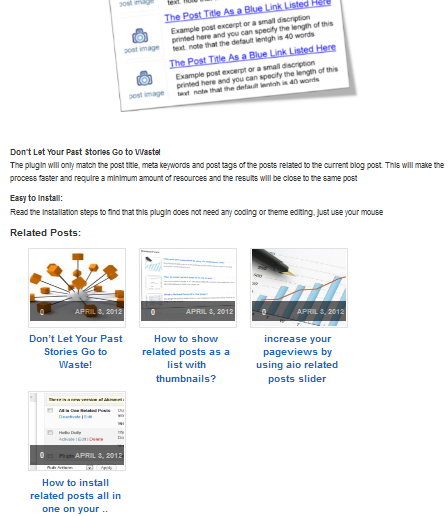 post image
text. note that the default length is 40 words
The Post Title As a Blue Link Listed Here
Example post excerpt or a small discription
printed here and you can specify the length of this
text. note that the default lentgh is 40 words
post image
The Post Title As a Blue Link Listed Here
Example post excerpt or a small discription
printed here and you can specify the length of this
text. note that the default lentgh is 40 words
post image
Don't Let Your Past Stories Go to Waste!
The plugin will only match the post title, meta keywords and post tags of the posts related to the current blog post. This will make the
process faster and require a minimum amount of resources and the results will be close to the same post
Easy to install:
Read the installation steps to find that this plugin does not need any coding or theme editing, just use your mouse
Related Posts:
0 APRIL 8, 2012
0 APRIL 8, 2012
0 APRIL 8, 2012
Don't Let Your Past
Stories Go to
Waste!
How to show
related posts as a
list with
thumbnails?
increase your
pageviews by
using aio related
posts slider
There is a new version of Akismet
All in One Related Posts
Deactivate | Edit
Hello Dolly
Activate | Edit | Delete
0 APRIL 8, 2012
Bulk Actions Apply
How to install
related posts all in
one on your ..